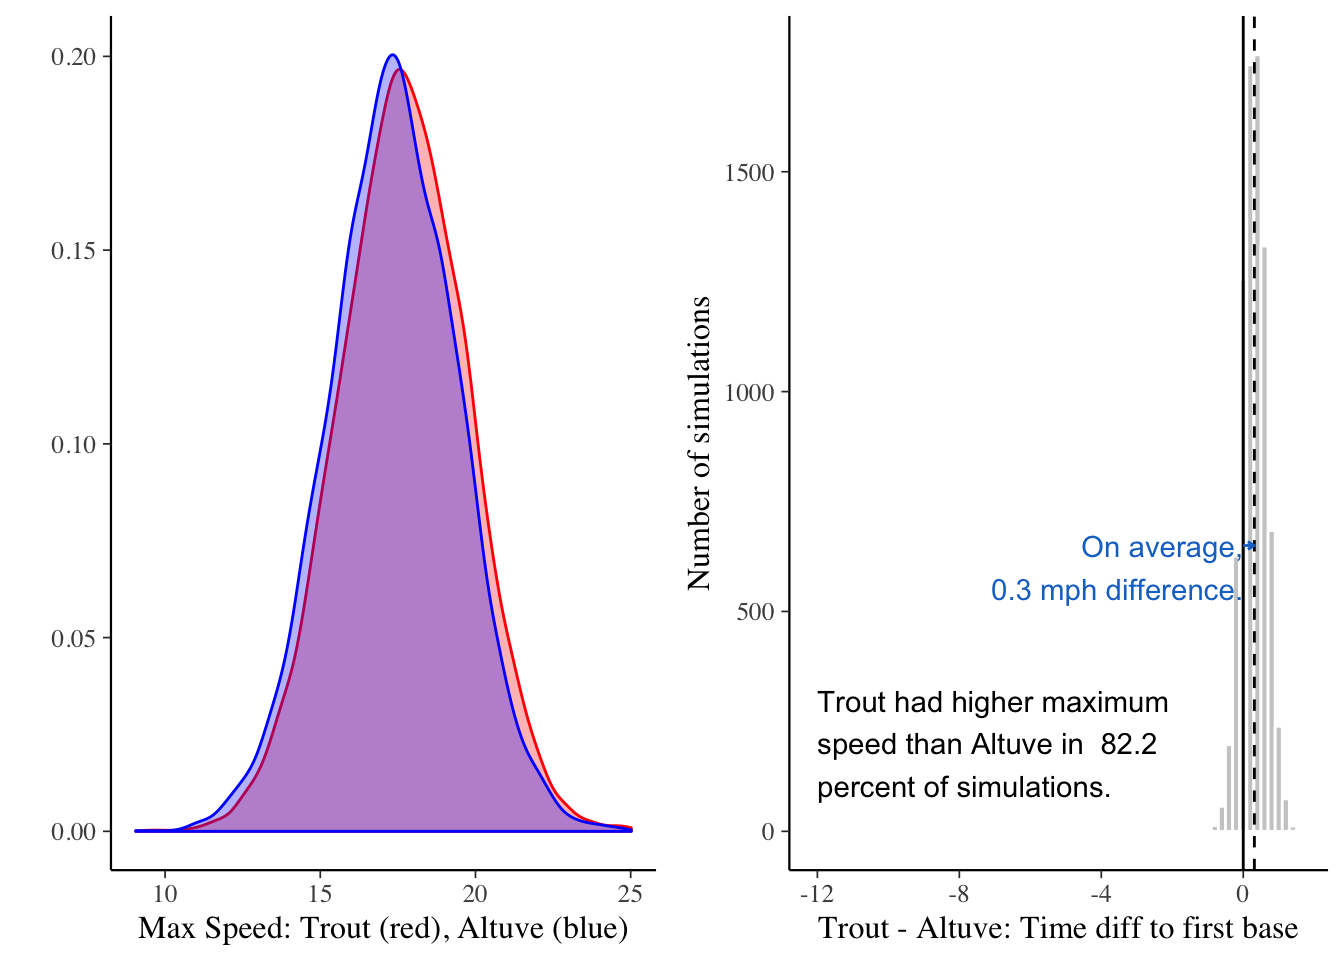 0.20
0.15
0.10
0.05
0.00
10
15
20
25
Max Speed: Trout (red), Altuve (blue)
Number of simulations
1500
1000
500
0
On average,
0.3 mph difference.
Trout had higher maximum
speed than Altuve in  82.2
percent of simulations.
-12
-8
-4
0
Trout - Altuve: Time diff to first base